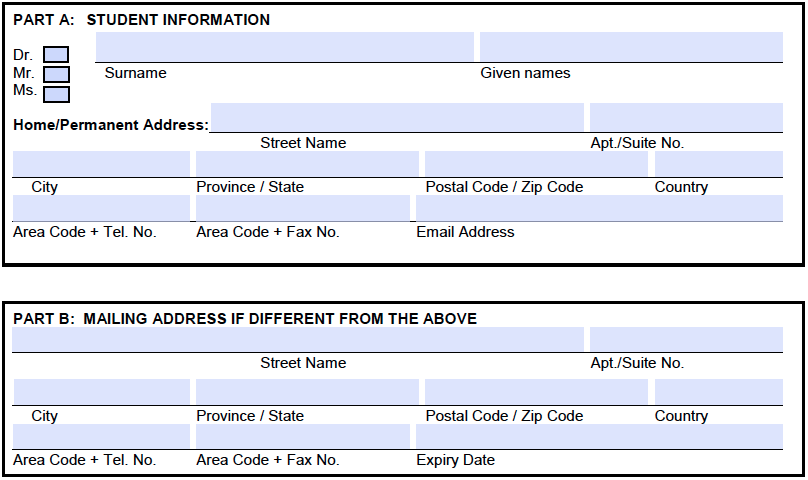 PART A: STUDENT INFORMATION
Dr.
Mr.
Ms.
Surname Given names
Home/Permanent Address:
Street Name Apt./Suite No.
City Province / State Postal Code / Zip Code Country
Area Code + Tel. No. Area Code + Fax No. Email Address
PART B: MAILING ADDRESS IF DIFFERENT FROM THE ABOVE
Street Name Apt./Suite No.
City Province / State Postal Code / Zip Code Country
Area Code + Tel. No. Area Code + Fax No. Expiry Date